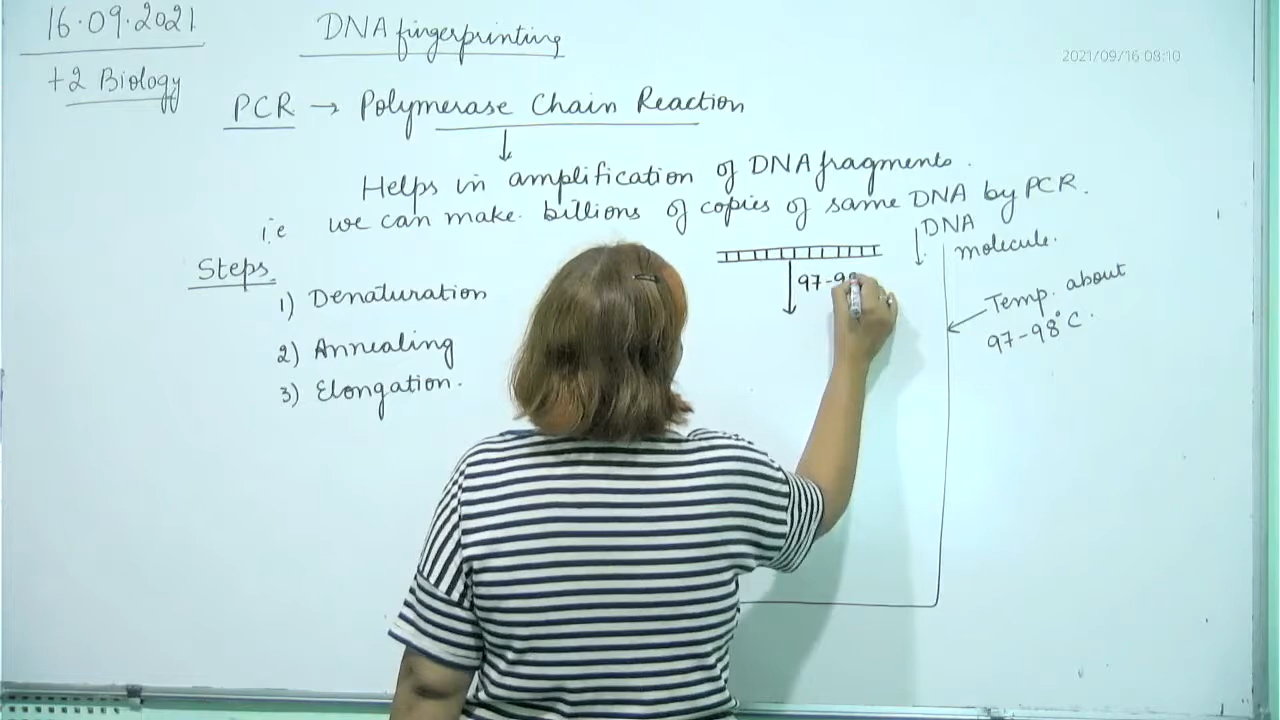 16.09.2021
DNA fingerprinting
2021/09/16 08:10
+2 Biology
PCR → Polymerase Chain Reaction
↓
Helps in amplification of DNA fragments.
i.e we can make billions of copies of same DNA by PCR.
↓ DNA
molecule.
Steps
1) Denaturation
2) Annealing
3) Elongation.
↓ 97-9
← Temp. about
97-98°C.